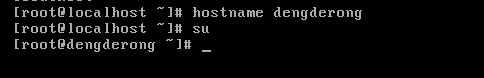 [root@localhost ~]# hostname dengderong
[root@localhost ~]# su
[root@dengderong ~]# _